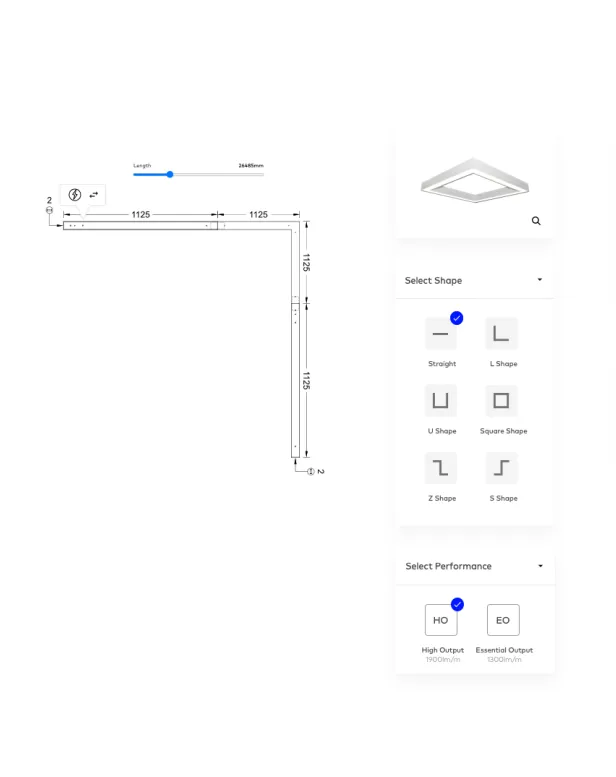 Length 26485mm
2
1125 1125
1125
1125
2
Select Shape
Straight L Shape
U Shape Square Shape
Z Shape S Shape
Select Performance
HO EO
High Output Essential Output
1900lm/m 1300lm/m